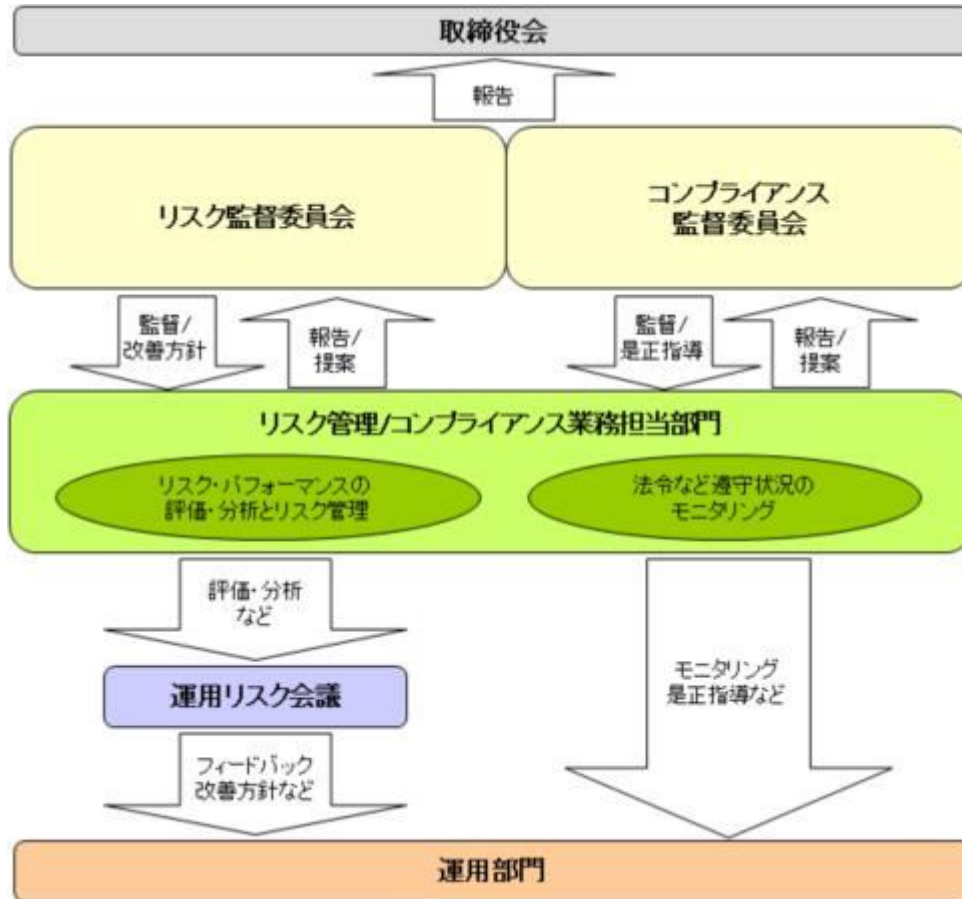 取締役会
報告
リスク監督委員会
コンプライアンス
監督委員会
監督/
改善方針
報告/
提案
監督/
是正指導
報告/
提案
リスク管理/コンプライアンス業務担当部門
リスク・パフォーマンスの
評価・分析とリスク管理
法令など遵守状況の
モニタリング
評価・分析
など
運用リスク会議
モニタリング
是正指導など
フィードバック
改善方針など
運用部門